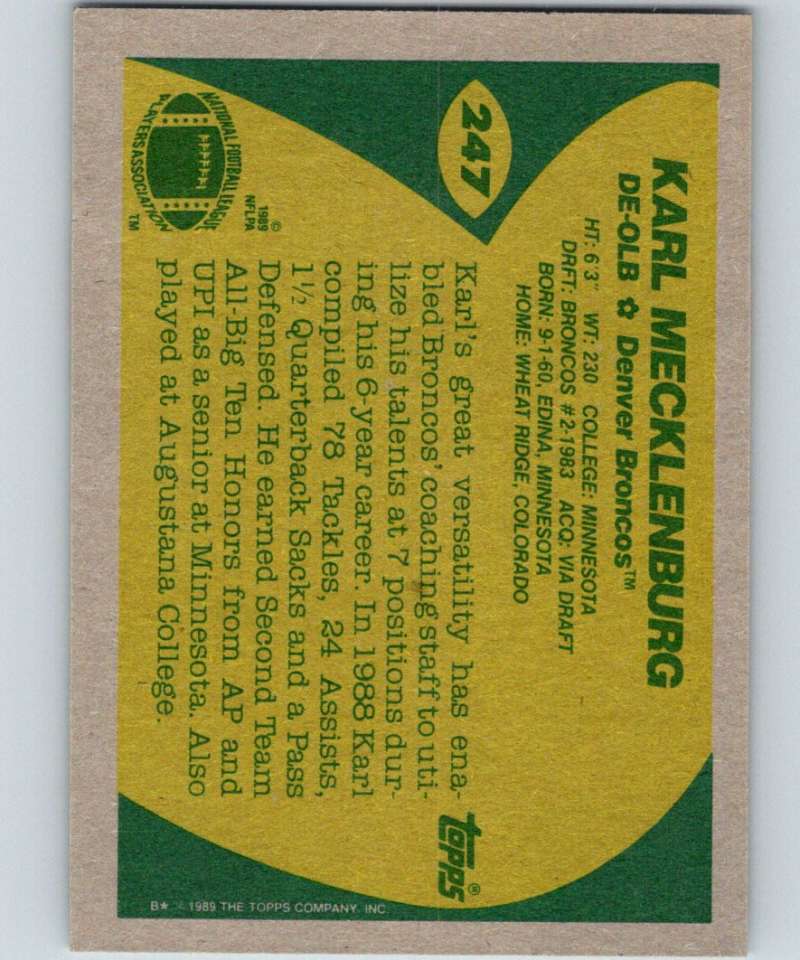 247
KARL MECKLENBURG
DE-OLB ✿ Denver Broncos™
HT: 6'3" WT: 230 COLLEGE: MINNESOTA
DRFT: BRONCOS #2-1983 ACQ: VIA DRAFT
BORN: 9-1-60, EDINA, MINNESOTA
HOME: WHEAT RIDGE, COLORADO
Karl's great versatility has ena-
bled Broncos' coaching staff to uti-
lize his talents at 7 positions dur-
ing his 6-year career. In 1988 Karl
compiled 78 Tackles, 24 Assists,
1½ Quarterback Sacks and a Pass
Defensed. He earned Second Team
All-Big Ten Honors from AP and
UPI as a senior at Minnesota. Also
played at Augustana College.
NATIONAL FOOTBALL LEAGUE
PLAYERS ASSOCIATION
™
©
1989
NFLPA
topps®
B★ © 1989 THE TOPPS COMPANY, INC.